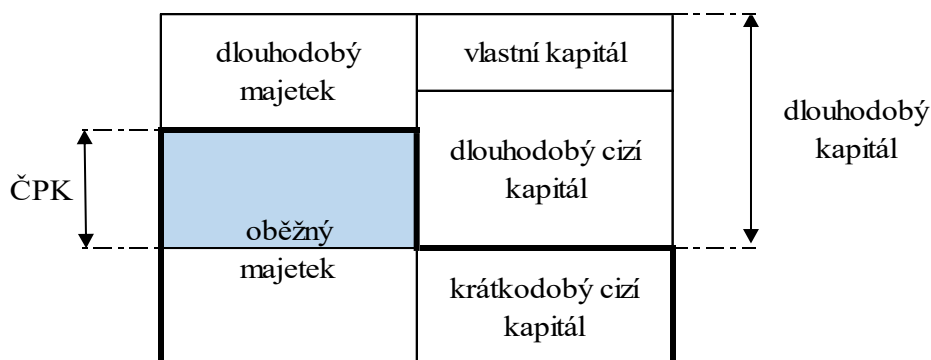 dlouhodobý
majetek
vlastní kapitál
dlouhodobý
kapitál
dlouhodobý cizí
kapitál
ČPK
oběžný
majetek
krátkodobý cizí
kapitál